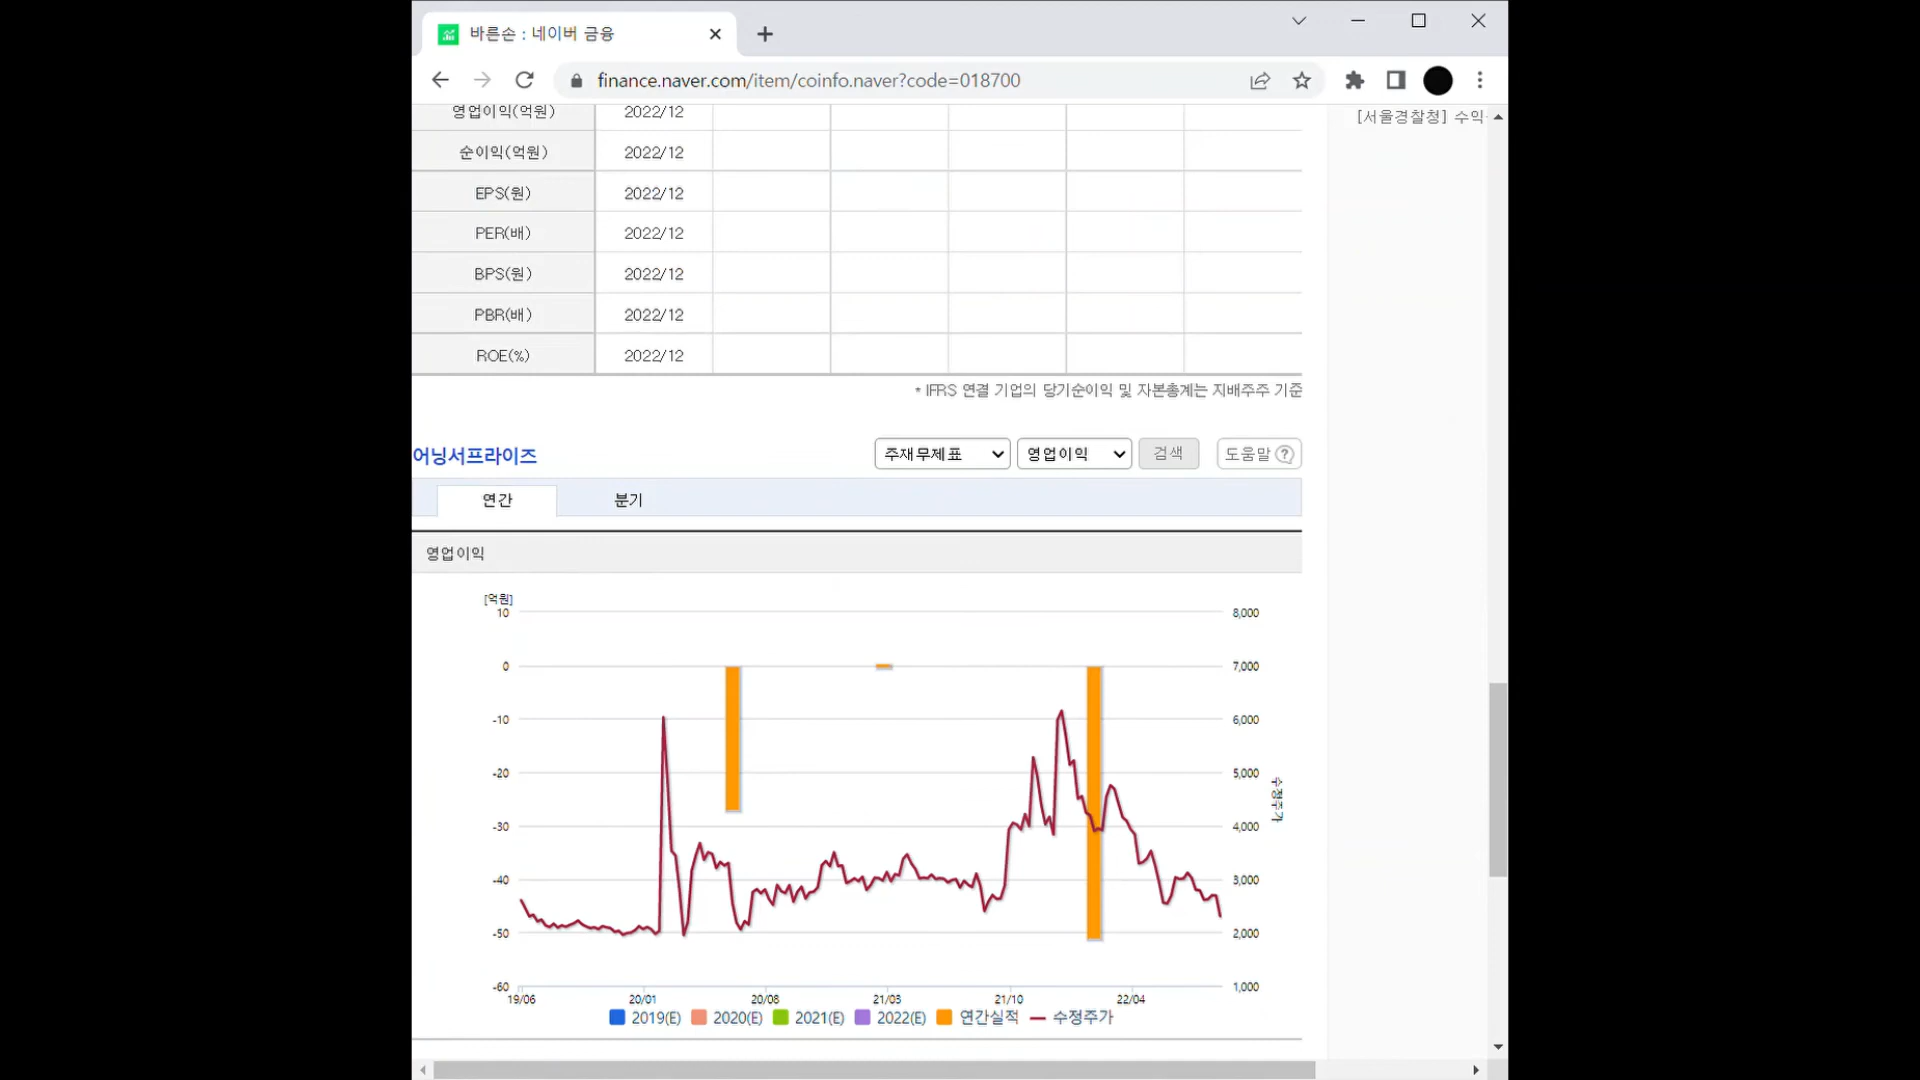 바른손 : 네이버 금융
finance.naver.com/item/coinfo.naver?code=018700
[서울경찰청] 수익
영업이익(억원) 2022/12
순이익(억원) 2022/12
EPS(원) 2022/12
PER(배) 2022/12
BPS(원) 2022/12
PBR(배) 2022/12
ROE(%) 2022/12
* IFRS 연결 기업의 당기순이익 및 자본총계는 지배주주 기준
어닝서프라이즈 주재무제표 영업이익 검색 도움말 ?
연간 분기
영업이익
[억원]
10 8,000
0 7,000
-10 6,000
-20 5,000
수정주가
-30 4,000
-40 3,000
-50 2,000
-60 1,000
19/06 20/01 20/08 21/03 21/10 22/04
2019(E) 2020(E) 2021(E) 2022(E) 연간실적 수정주가